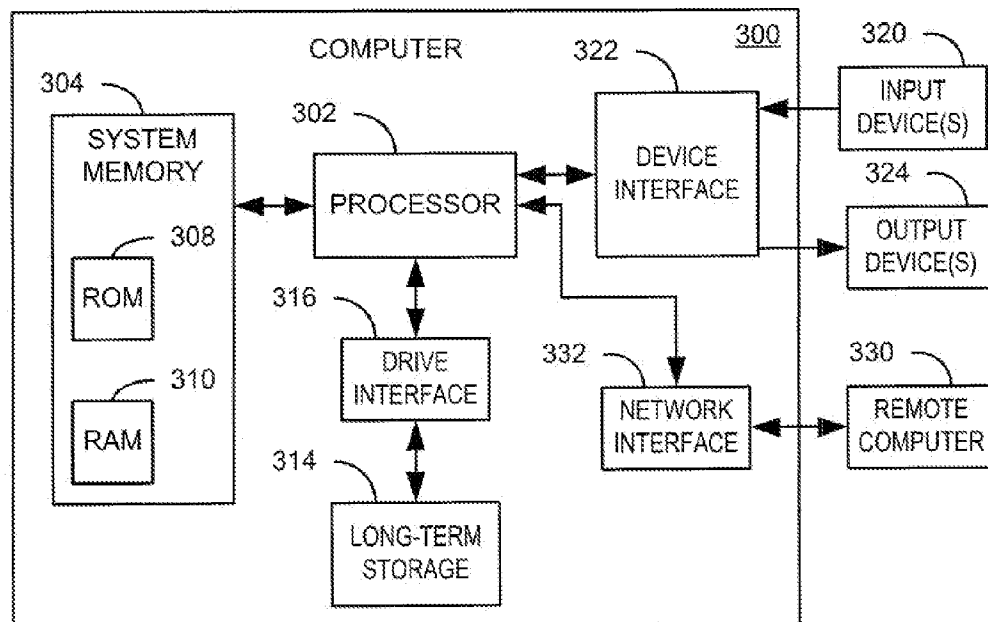 COMPUTER
300
304
SYSTEM
MEMORY
308
ROM
310
RAM
302
PROCESSOR
316
DRIVE
INTERFACE
314
LONG-TERM
STORAGE
322
DEVICE
INTERFACE
332
NETWORK
INTERFACE
320
INPUT
DEVICE(S)
324
OUTPUT
DEVICE(S)
330
REMOTE
COMPUTER